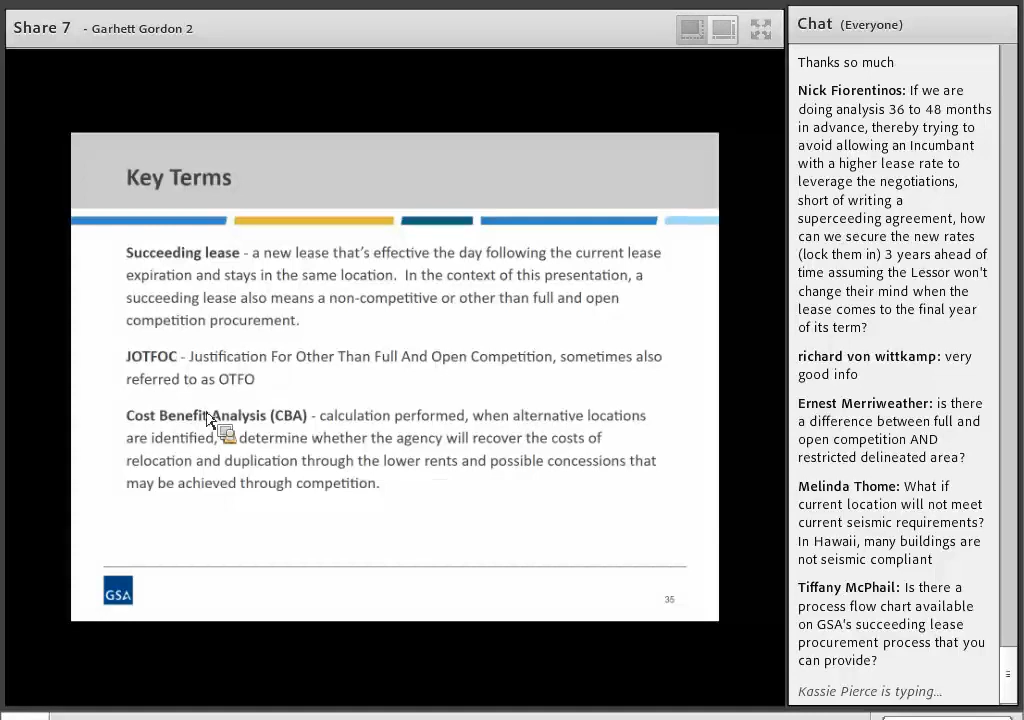 Share 7 - Garhett Gordon 2
Key Terms
Succeeding lease - a new lease that's effective the day following the current lease
expiration and stays in the same location. In the context of this presentation, a
succeeding lease also means a non-competitive or other than full and open
competition procurement.
JOTFOC - Justification For Other Than Full And Open Competition, sometimes also
referred to as OTFO
Cost Benefit Analysis (CBA) - calculation performed, when alternative locations
are identified, determine whether the agency will recover the costs of
relocation and duplication through the lower rents and possible concessions that
may be achieved through competition.
GSA
35
Chat (Everyone)
Thanks so much
Nick Fiorentinos: If we are
doing analysis 36 to 48 months
in advance, thereby trying to
avoid allowing an Incumbant
with a higher lease rate to
leverage the negotiations,
short of writing a
superceeding agreement, how
can we secure the new rates
(lock them in) 3 years ahead of
time assuming the Lessor won't
change their mind when the
lease comes to the final year
of its term?
richard von wittkamp: very
good info
Ernest Merriweather: is there
a difference between full and
open competition AND
restricted delineated area?
Melinda Thome: What if
current location will not meet
current seismic requirements?
In Hawaii, many buildings are
not seismic compliant
Tiffany McPhail: Is there a
process flow chart available
on GSA's succeeding lease
procurement process that you
can provide?
Kassie Pierce is typing...